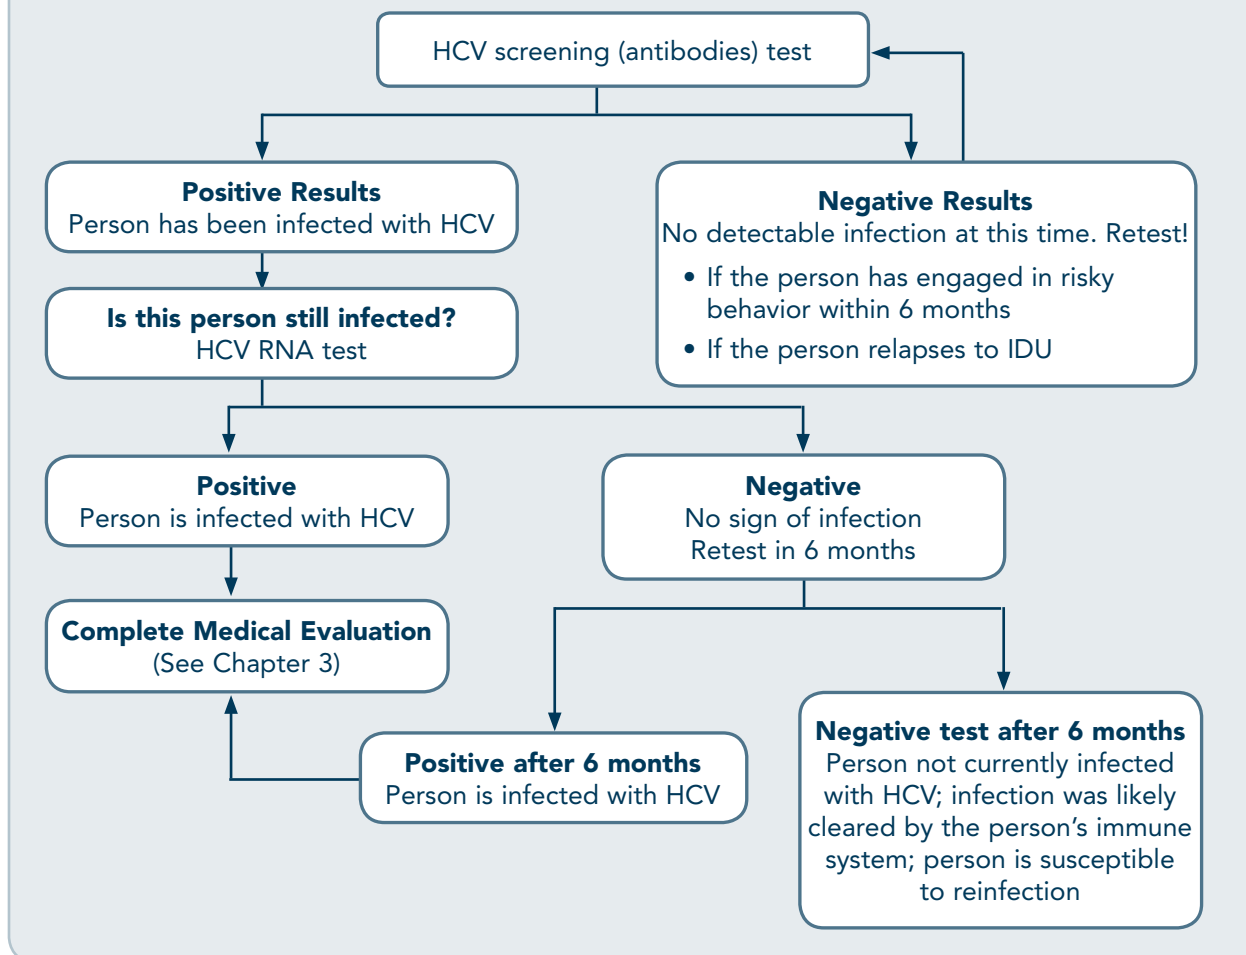 HCV screening (antibodies) test
Positive Results
Person has been infected with HCV
Negative Results
No detectable infection at this time. Retest!
• If the person has engaged in risky
behavior within 6 months
• If the person relapses to IDU
Is this person still infected?
HCV RNA test
Positive
Person is infected with HCV
Negative
No sign of infection
Retest in 6 months
Complete Medical Evaluation
(See Chapter 3)
Positive after 6 months
Person is infected with HCV
Negative test after 6 months
Person not currently infected
with HCV; infection was likely
cleared by the person’s immune
system; person is susceptible
to reinfection